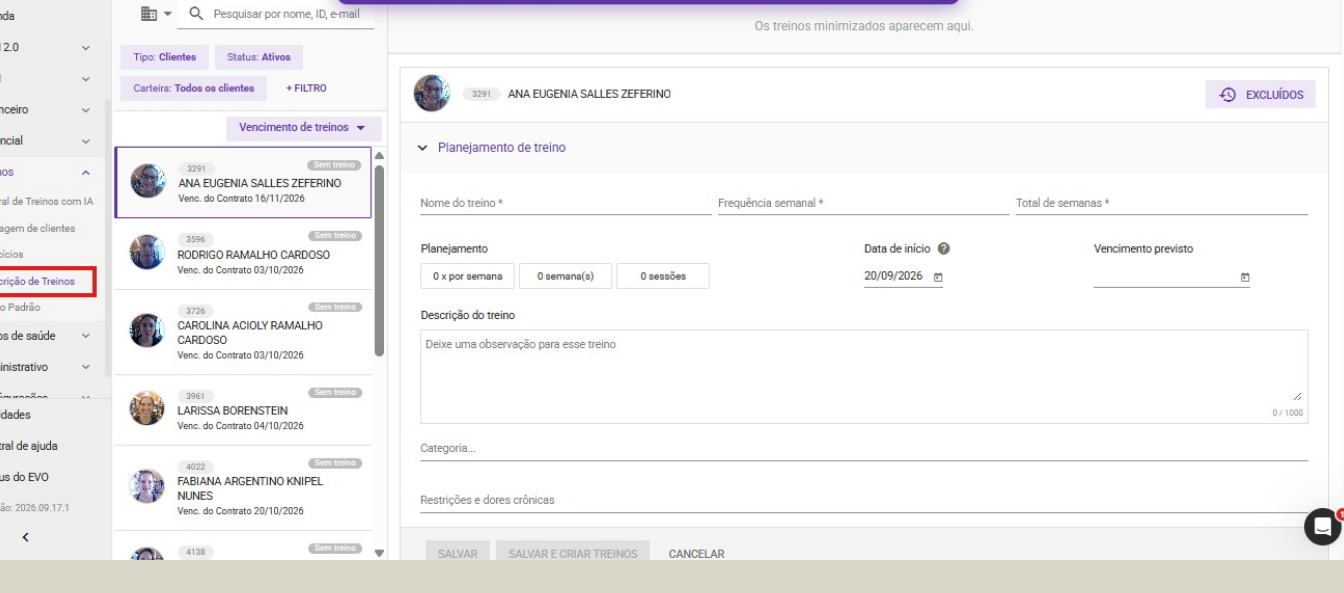 nda
2.0
nceiro
ncial
nos
ral de Treinos com IA
agem de clientes
cícios
crição de Treinos
o Padrão
os de saúde
inistrativo
dades
tral de ajuda
us do EVO
ão: 2026.09.17.1
Pesquisar por nome, ID, e-mail
Tipo: Clientes
Status: Ativos
Carteira: Todos os clientes
+ FILTRO
Vencimento de treinos
3291
Sem treino
ANA EUGENIA SALLES ZEFERINO
Venc. do Contrato 16/11/2026
3596
Sem treino
RODRIGO RAMALHO CARDOSO
Venc. do Contrato 03/10/2026
3726
Sem treino
CAROLINA ACIOLY RAMALHO
CARDOSO
Venc. do Contrato 03/10/2026
3961
Sem treino
LARISSA BORENSTEIN
Venc. do Contrato 04/10/2026
4022
Sem treino
FABIANA ARGENTINO KNIPEL
NUNES
Venc. do Contrato 20/10/2026
4138
Sem treino
Os treinos minimizados aparecem aqui.
3291
ANA EUGENIA SALLES ZEFERINO
EXCLUÍDOS
Planejamento de treino
Nome do treino *
Frequência semanal *
Total de semanas *
Planejamento
Data de início
Vencimento previsto
0 x por semana
0 semana(s)
0 sessões
20/09/2026
Descrição do treino
Deixe uma observação para esse treino
0 / 1000
Categoria...
Restrições e dores crônicas
SALVAR
SALVAR E CRIAR TREINOS
CANCELAR